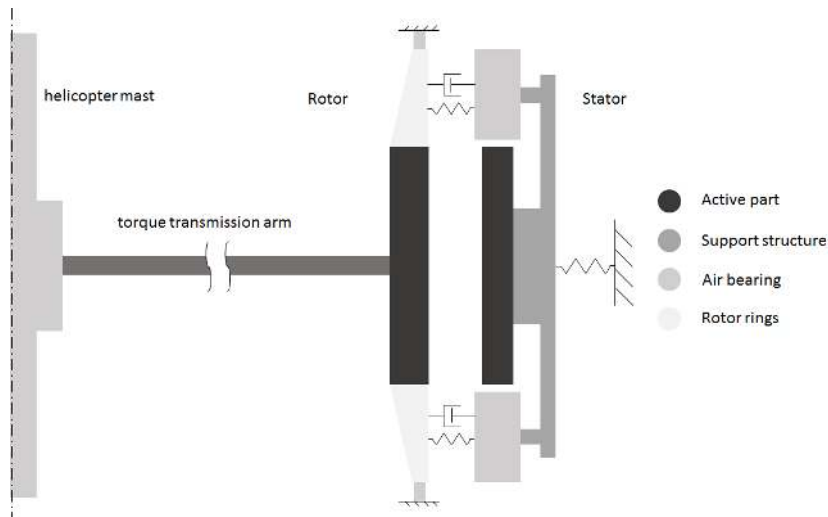 helicopter mast
Rotor
Stator
torque transmission arm
Active part
Support structure
Air bearing
Rotor rings